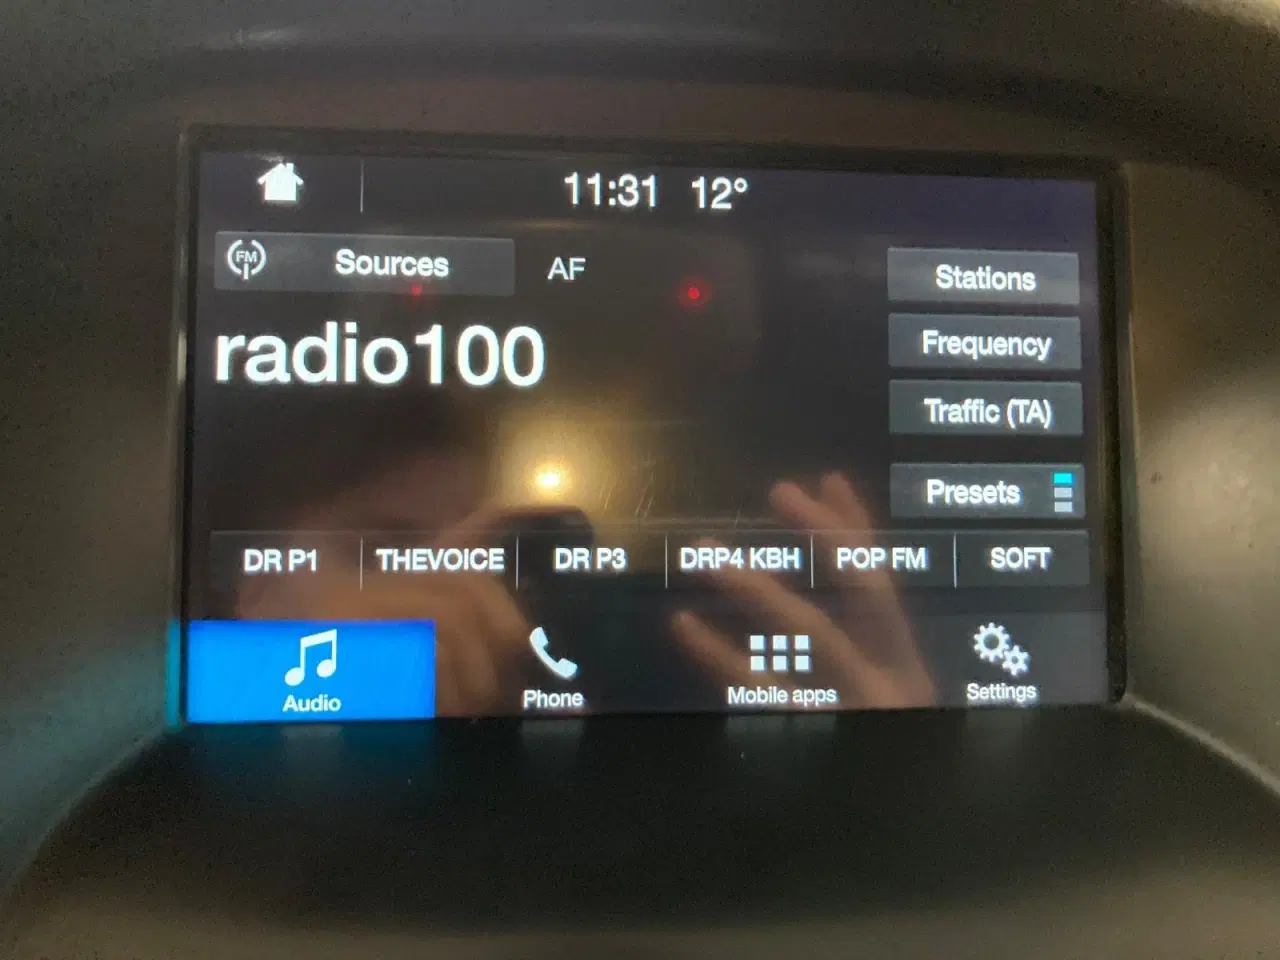 11:31 12°
FM Sources AF Stations
radio100
Frequency
Traffic (TA)
Presets
DR P1 THEVOICE DR P3 DRP4 KBH POP FM SOFT
Audio Phone Mobile apps Settings